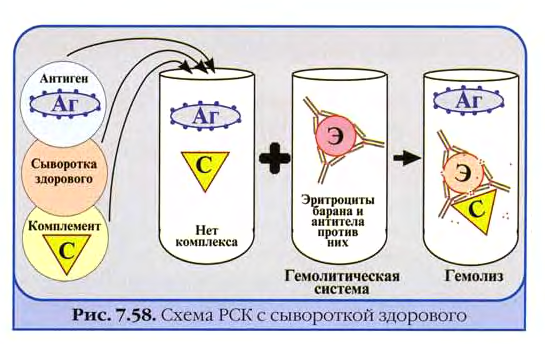 Антиген
Аг
Сыворотка
здорового
Комплемент
С
Аг
С
Нет
комплекса
Э
Эритроциты
барана и
антитела
против
них
Гемолитическая
система
Аг
Э
С
Гемолиз
Рис. 7.58. Схема РСК с сывороткой здорового